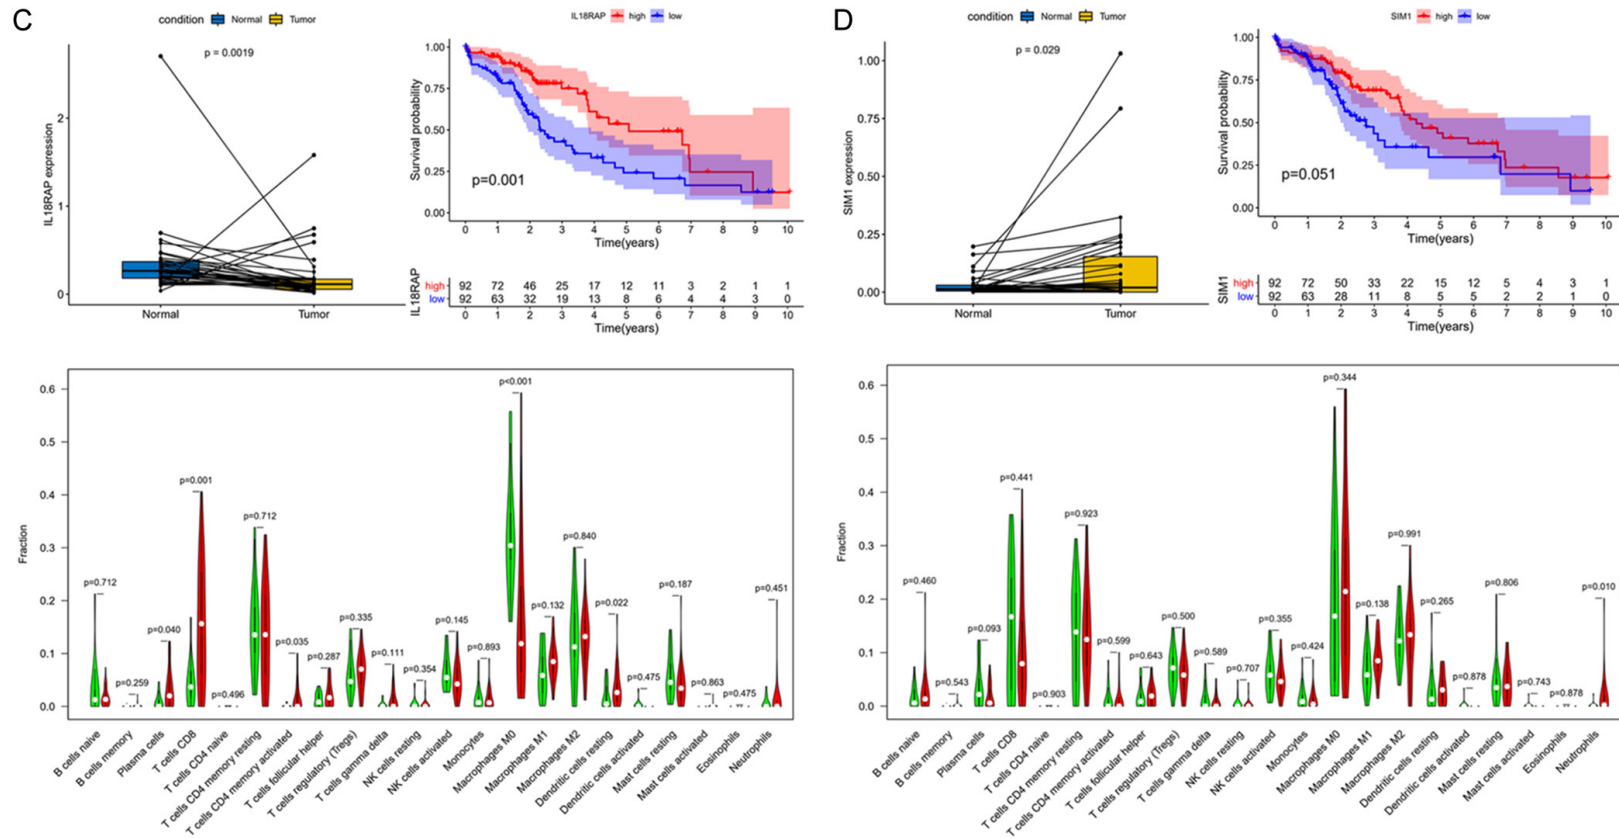 C
condition Normal Tumor
p = 0.0019
IL18RAP expression
2
1
0
Normal Tumor
IL18RAP high low
Survival probability
1.00
0.75
0.50
0.25
0.00
p=0.001
0 1 2 3 4 5 6 7 8 9 10
Time(years)
IL18RAP
high 92 72 46 25 17 12 11 3 2 1 1
low 92 63 32 19 13 8 6 4 4 3 0
0 1 2 3 4 5 6 7 8 9 10
Time(years)
Fraction
0.6
0.5
0.4
0.3
0.2
0.1
0.0
p=0.712
p=0.259
p=0.040
p=0.001
p=0.496
p=0.712
p=0.035
p=0.287
p=0.335
p=0.111
p=0.354
p=0.145
p=0.893
p<0.001
p=0.132
p=0.840
p=0.022
p=0.475
p=0.187
p=0.863
p=0.475
p=0.451
B cells naive
B cells memory
Plasma cells
T cells CD8
T cells CD4 naive
T cells CD4 memory resting
T cells CD4 memory activated
T cells follicular helper
T cells regulatory (Tregs)
T cells gamma delta
NK cells resting
NK cells activated
Monocytes
Macrophages M0
Macrophages M1
Macrophages M2
Dendritic cells resting
Dendritic cells activated
Mast cells resting
Mast cells activated
Eosinophils
Neutrophils
D
condition Normal Tumor
p = 0.029
SIM1 expression
1.00
0.75
0.50
0.25
0.00
Normal Tumor
SIM1 high low
Survival probability
1.00
0.75
0.50
0.25
0.00
p=0.051
0 1 2 3 4 5 6 7 8 9 10
Time(years)
SIM1
high 92 72 50 33 22 15 12 5 4 3 1
low 92 63 28 11 8 5 5 2 2 1 0
0 1 2 3 4 5 6 7 8 9 10
Time(years)
Fraction
0.6
0.5
0.4
0.3
0.2
0.1
0.0
p=0.460
p=0.543
p=0.093
p=0.441
p=0.903
p=0.923
p=0.599
p=0.643
p=0.500
p=0.589
p=0.707
p=0.355
p=0.424
p=0.344
p=0.138
p=0.991
p=0.265
p=0.878
p=0.806
p=0.743
p=0.878
p=0.010
B cells naive
B cells memory
Plasma cells
T cells CD8
T cells CD4 naive
T cells CD4 memory resting
T cells CD4 memory activated
T cells follicular helper
T cells regulatory (Tregs)
T cells gamma delta
NK cells resting
NK cells activated
Monocytes
Macrophages M0
Macrophages M1
Macrophages M2
Dendritic cells resting
Dendritic cells activated
Mast cells resting
Mast cells activated
Eosinophils
Neutrophils